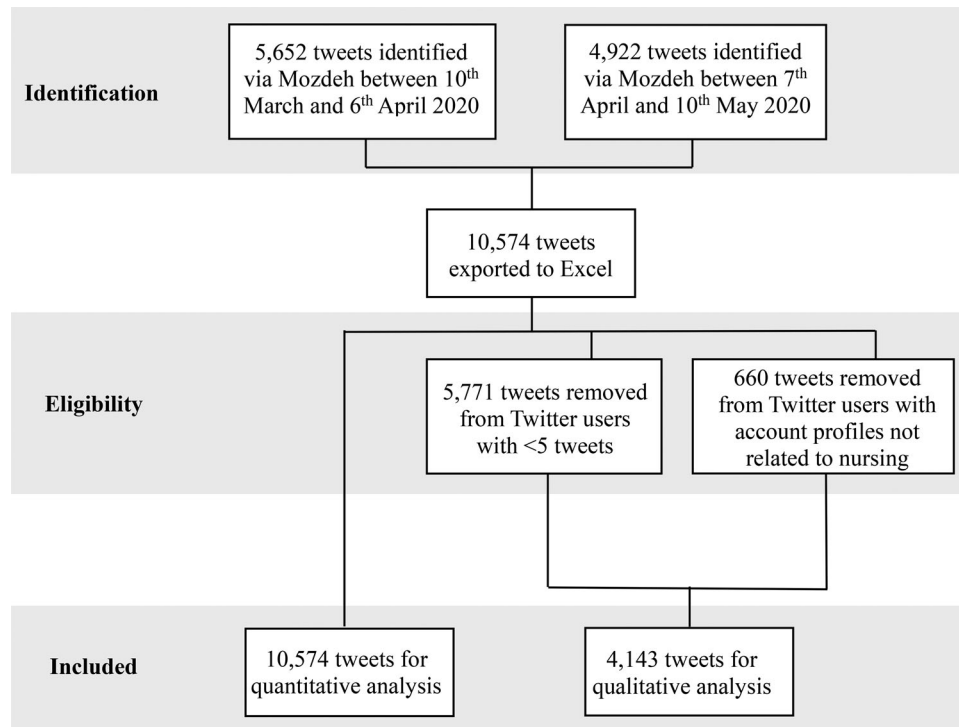 Identification
5,652 tweets identified
via Mozdeh between 10th
March and 6th April 2020
4,922 tweets identified
via Mozdeh between 7th
April and 10th May 2020
10,574 tweets
exported to Excel
Eligibility
5,771 tweets removed
from Twitter users
with <5 tweets
660 tweets removed
from Twitter users with
account profiles not
related to nursing
Included
10,574 tweets for
quantitative analysis
4,143 tweets for
qualitative analysis